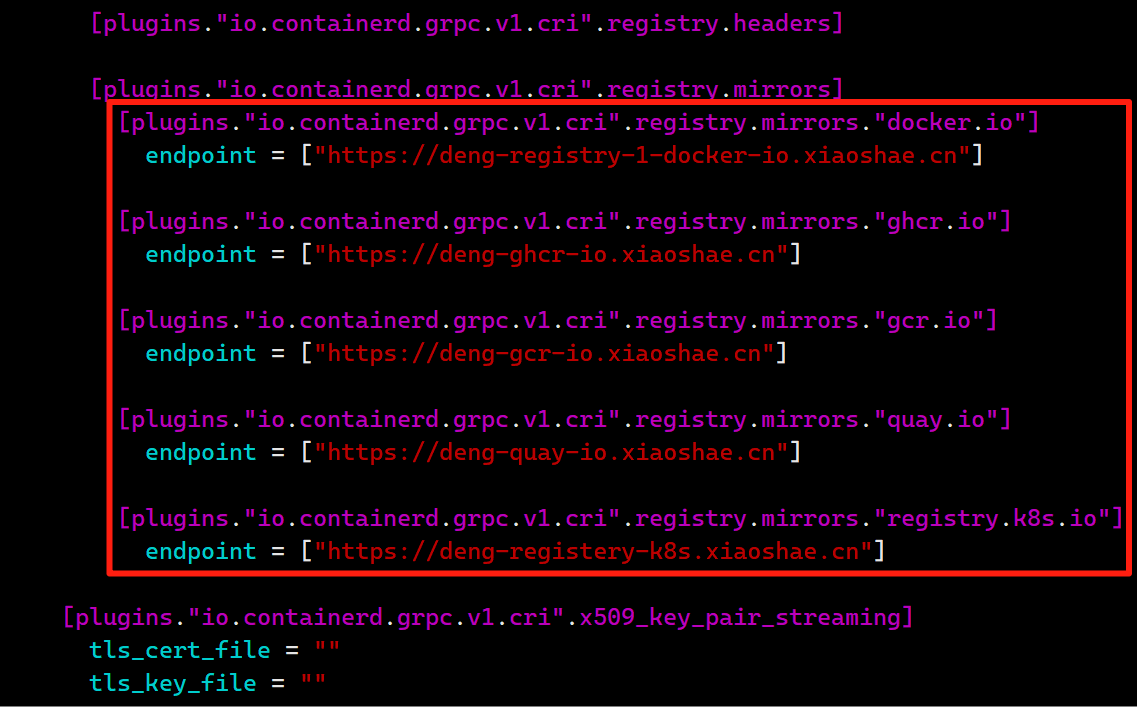 [plugins."io.containerd.grpc.v1.cri".registry.headers]
[plugins."io.containerd.grpc.v1.cri".registry.mirrors]
[plugins."io.containerd.grpc.v1.cri".registry.mirrors."docker.io"]
endpoint = ["https://deng-registry-1-docker-io.xiaoshae.cn"]
[plugins."io.containerd.grpc.v1.cri".registry.mirrors."ghcr.io"]
endpoint = ["https://deng-ghcr-io.xiaoshae.cn"]
[plugins."io.containerd.grpc.v1.cri".registry.mirrors."gcr.io"]
endpoint = ["https://deng-gcr-io.xiaoshae.cn"]
[plugins."io.containerd.grpc.v1.cri".registry.mirrors."quay.io"]
endpoint = ["https://deng-quay-io.xiaoshae.cn"]
[plugins."io.containerd.grpc.v1.cri".registry.mirrors."registry.k8s.io"]
endpoint = ["https://deng-registery-k8s.xiaoshae.cn"]
[plugins."io.containerd.grpc.v1.cri".x509_key_pair_streaming]
tls_cert_file = ""
tls_key_file = ""